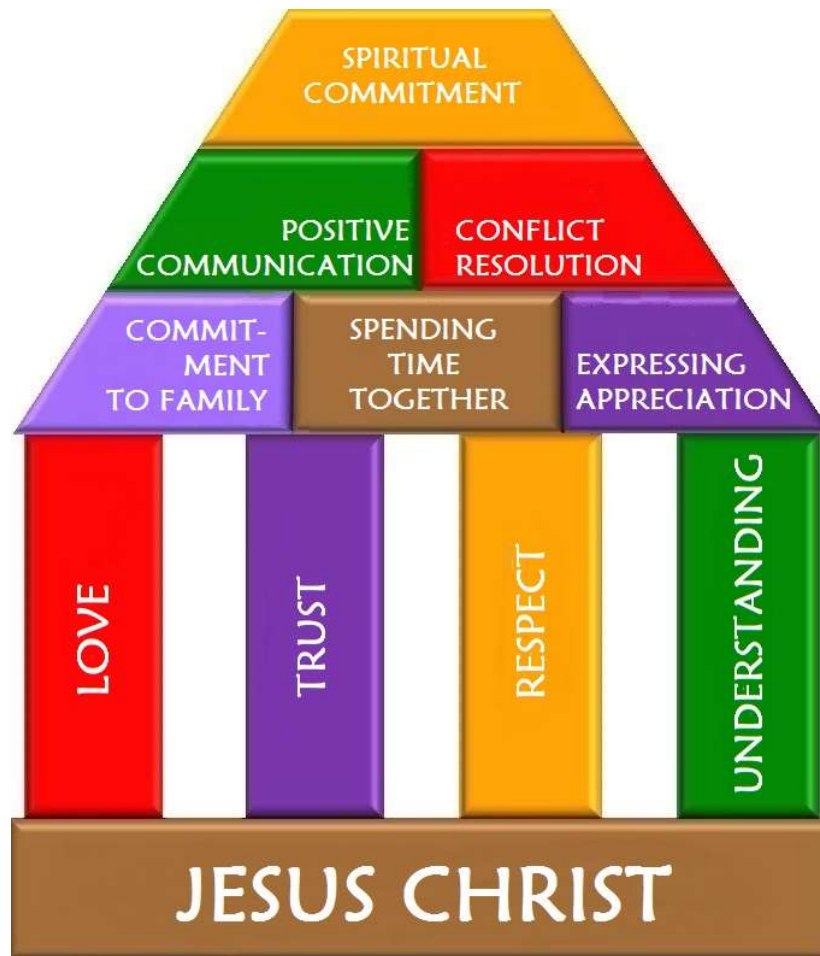 SPIRITUAL
COMMITMENT
POSITIVE
COMMUNICATION
CONFLICT
RESOLUTION
COMMIT-
MENT
TO FAMILY
SPENDING
TIME
TOGETHER
EXPRESSING
APPRECIATION
LOVE
TRUST
RESPECT
UNDERSTANDING
JESUS CHRIST